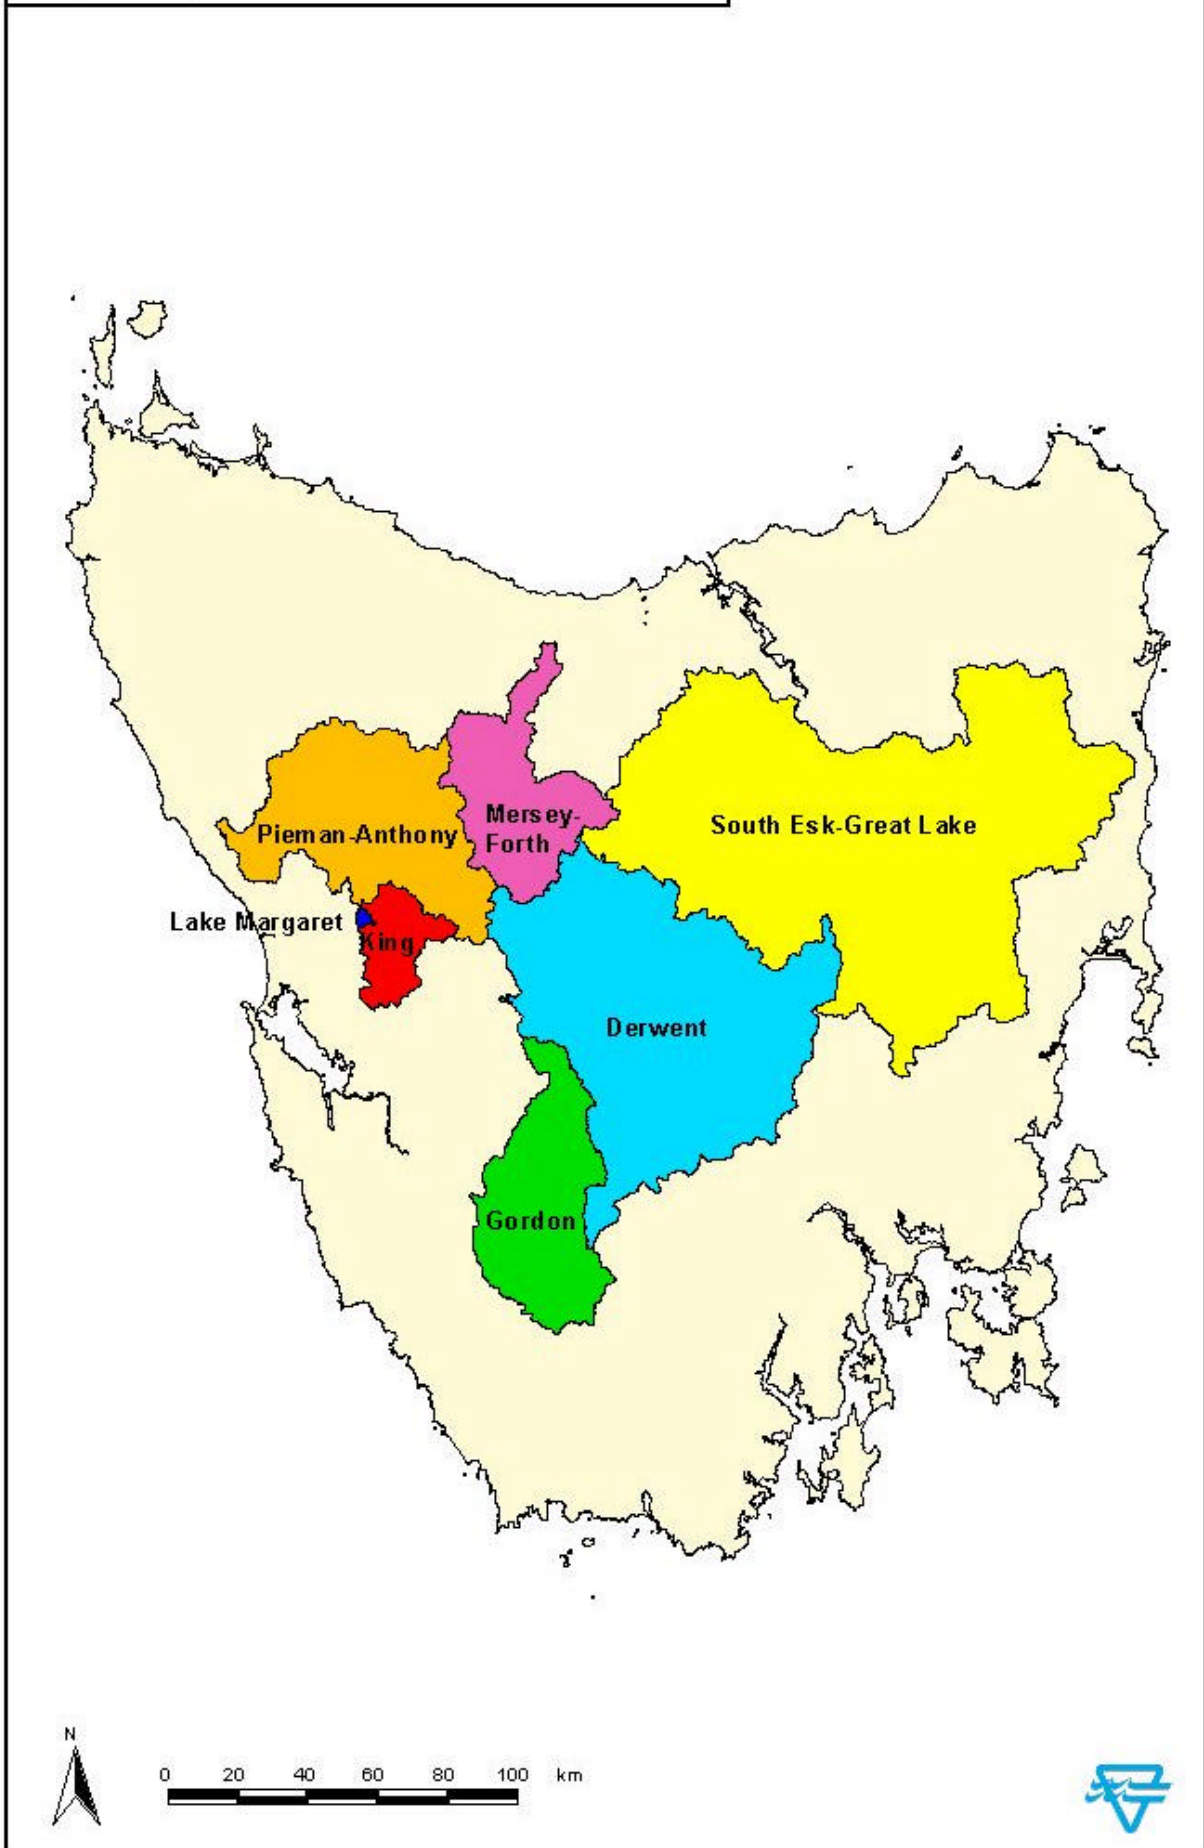 Mersey-
Forth
Pieman-Anthony
South Esk-Great Lake
Lake Margaret
King
Derwent
Gordon
N
0 20 40 60 80 100 km